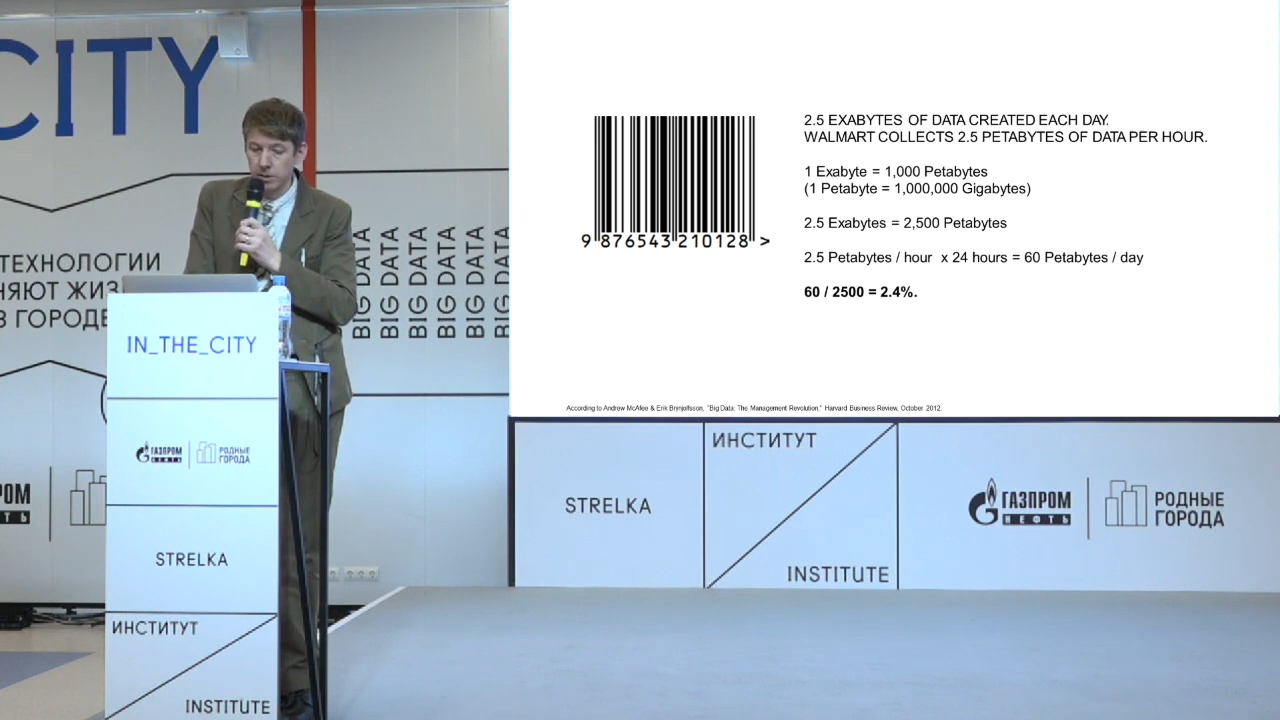 CITY
ТЕХНОЛОГИИ
НЯЮТ ЖИЗ
В ГОРОДЕ
BIG DATA
BIG DATA
BIG DATA
BIG DATA
BIG DATA
BIG DATA
IN_THE_CITY
ГАЗПРОМ
НЕФТЬ
РОДНЫЕ
ГОРОДА
STRELKA
ИНСТИТУТ
INSTITUTE
2.5 EXABYTES OF DATA CREATED EACH DAY.
WALMART COLLECTS 2.5 PETABYTES OF DATA PER HOUR.
1 Exabyte = 1,000 Petabytes
(1 Petabyte = 1,000,000 Gigabytes)
2.5 Exabytes = 2,500 Petabytes
2.5 Petabytes / hour x 24 hours = 60 Petabytes / day
60 / 2500 = 2.4%.
9 876543 210128 >
According to Andrew McAfee & Erik Brynjolfsson, "Big Data: The Management Revolution." Harvard Business Review, October 2012.
STRELKA
ИНСТИТУТ
INSTITUTE
ГАЗПРОМ
НЕФТЬ
РОДНЫЕ
ГОРОДА